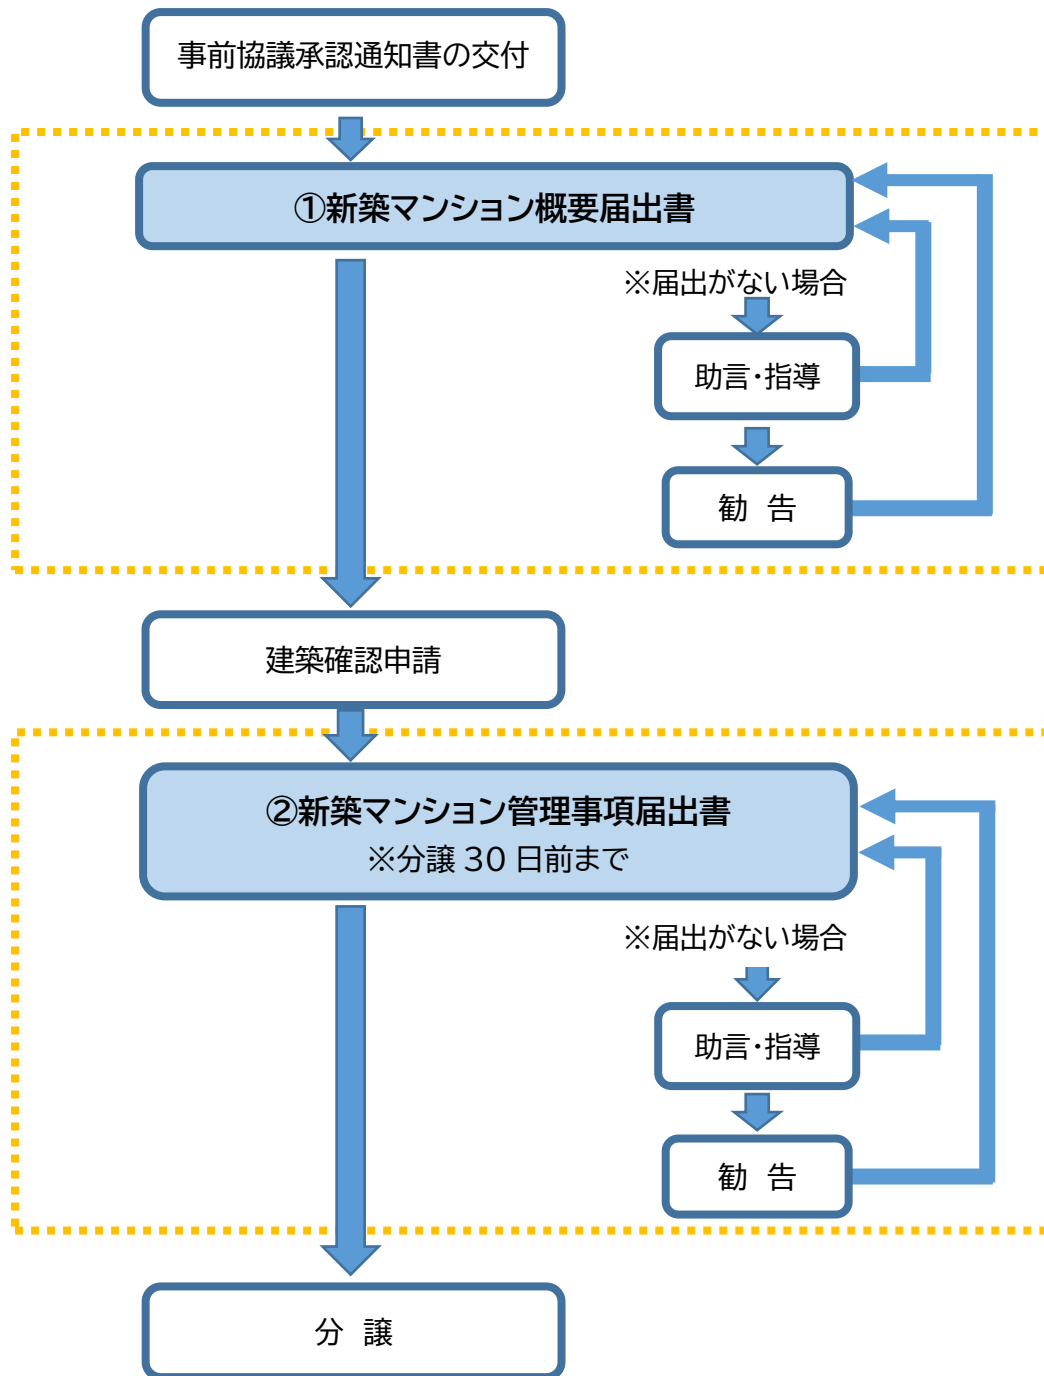 事前協議承認通知書の交付
①新築マンション概要届出書
※届出がない場合
助言・指導
勧 告
建築確認申請
②新築マンション管理事項届出書
※分譲 30 日前まで
※届出がない場合
助言・指導
勧 告
分 譲